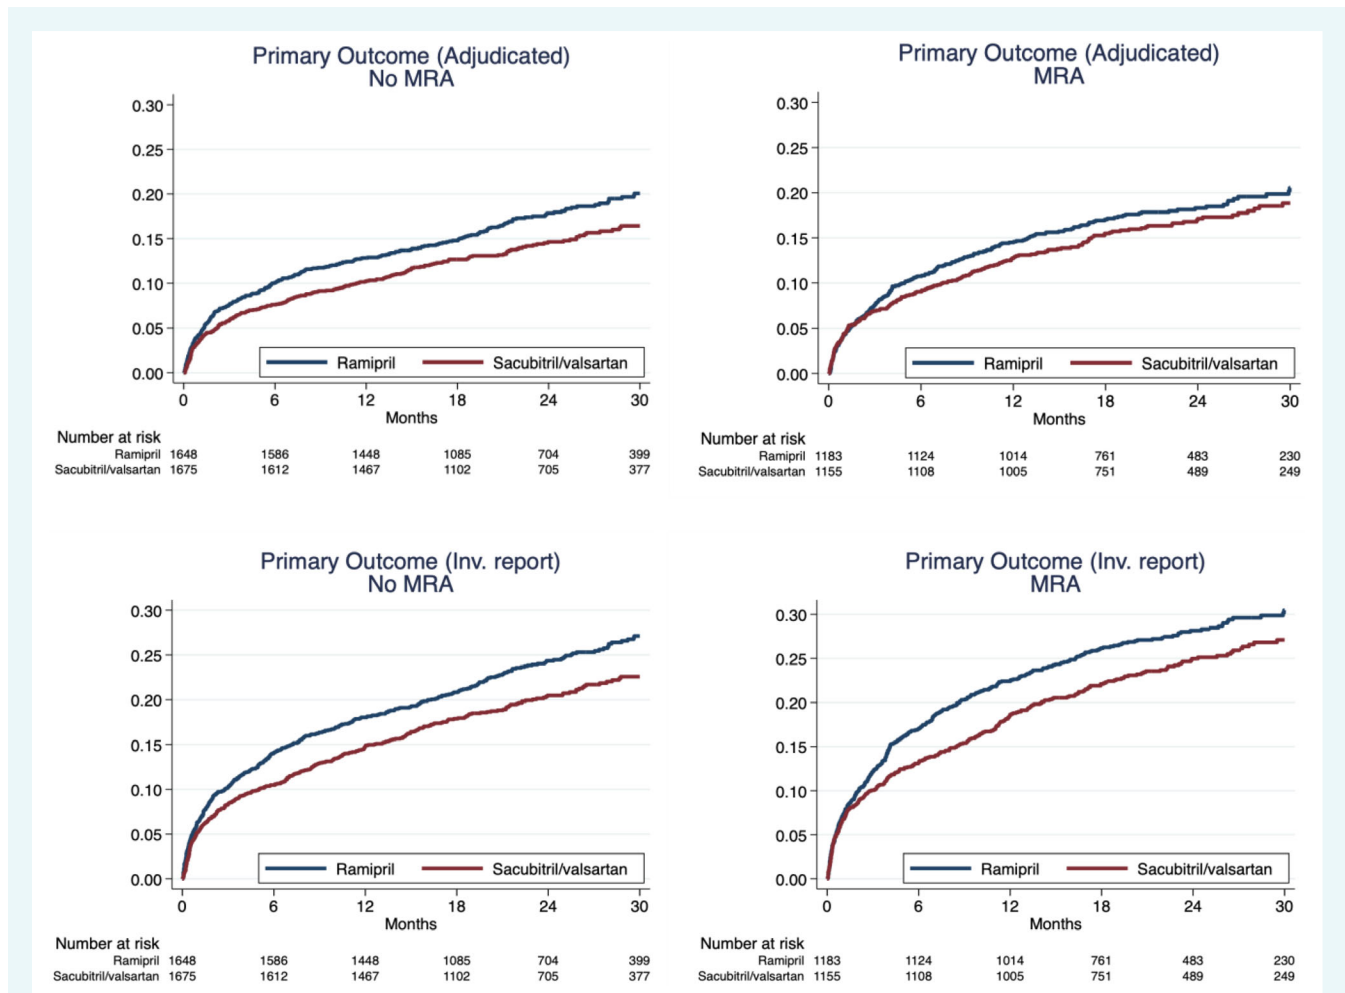 Primary Outcome (Adjudicated)
No MRA
0.30
0.25
0.20
0.15
0.10
0.05
0.00
Ramipril Sacubitril/valsartan
0 6 12 18 24 30
Months
Number at risk
Ramipril 1648 1586 1448 1085 704 399
Sacubitril/valsartan 1675 1612 1467 1102 705 377
Primary Outcome (Adjudicated)
MRA
0.30
0.25
0.20
0.15
0.10
0.05
0.00
Ramipril Sacubitril/valsartan
0 6 12 18 24 30
Months
Number at risk
Ramipril 1183 1124 1014 761 483 230
Sacubitril/valsartan 1155 1108 1005 751 489 249
Primary Outcome (Inv. report)
No MRA
0.30
0.25
0.20
0.15
0.10
0.05
0.00
Ramipril Sacubitril/valsartan
0 6 12 18 24 30
Months
Number at risk
Ramipril 1648 1586 1448 1085 704 399
Sacubitril/valsartan 1675 1612 1467 1102 705 377
Primary Outcome (Inv. report)
MRA
0.30
0.25
0.20
0.15
0.10
0.05
0.00
Ramipril Sacubitril/valsartan
0 6 12 18 24 30
Months
Number at risk
Ramipril 1183 1124 1014 761 483 230
Sacubitril/valsartan 1155 1108 1005 751 489 249